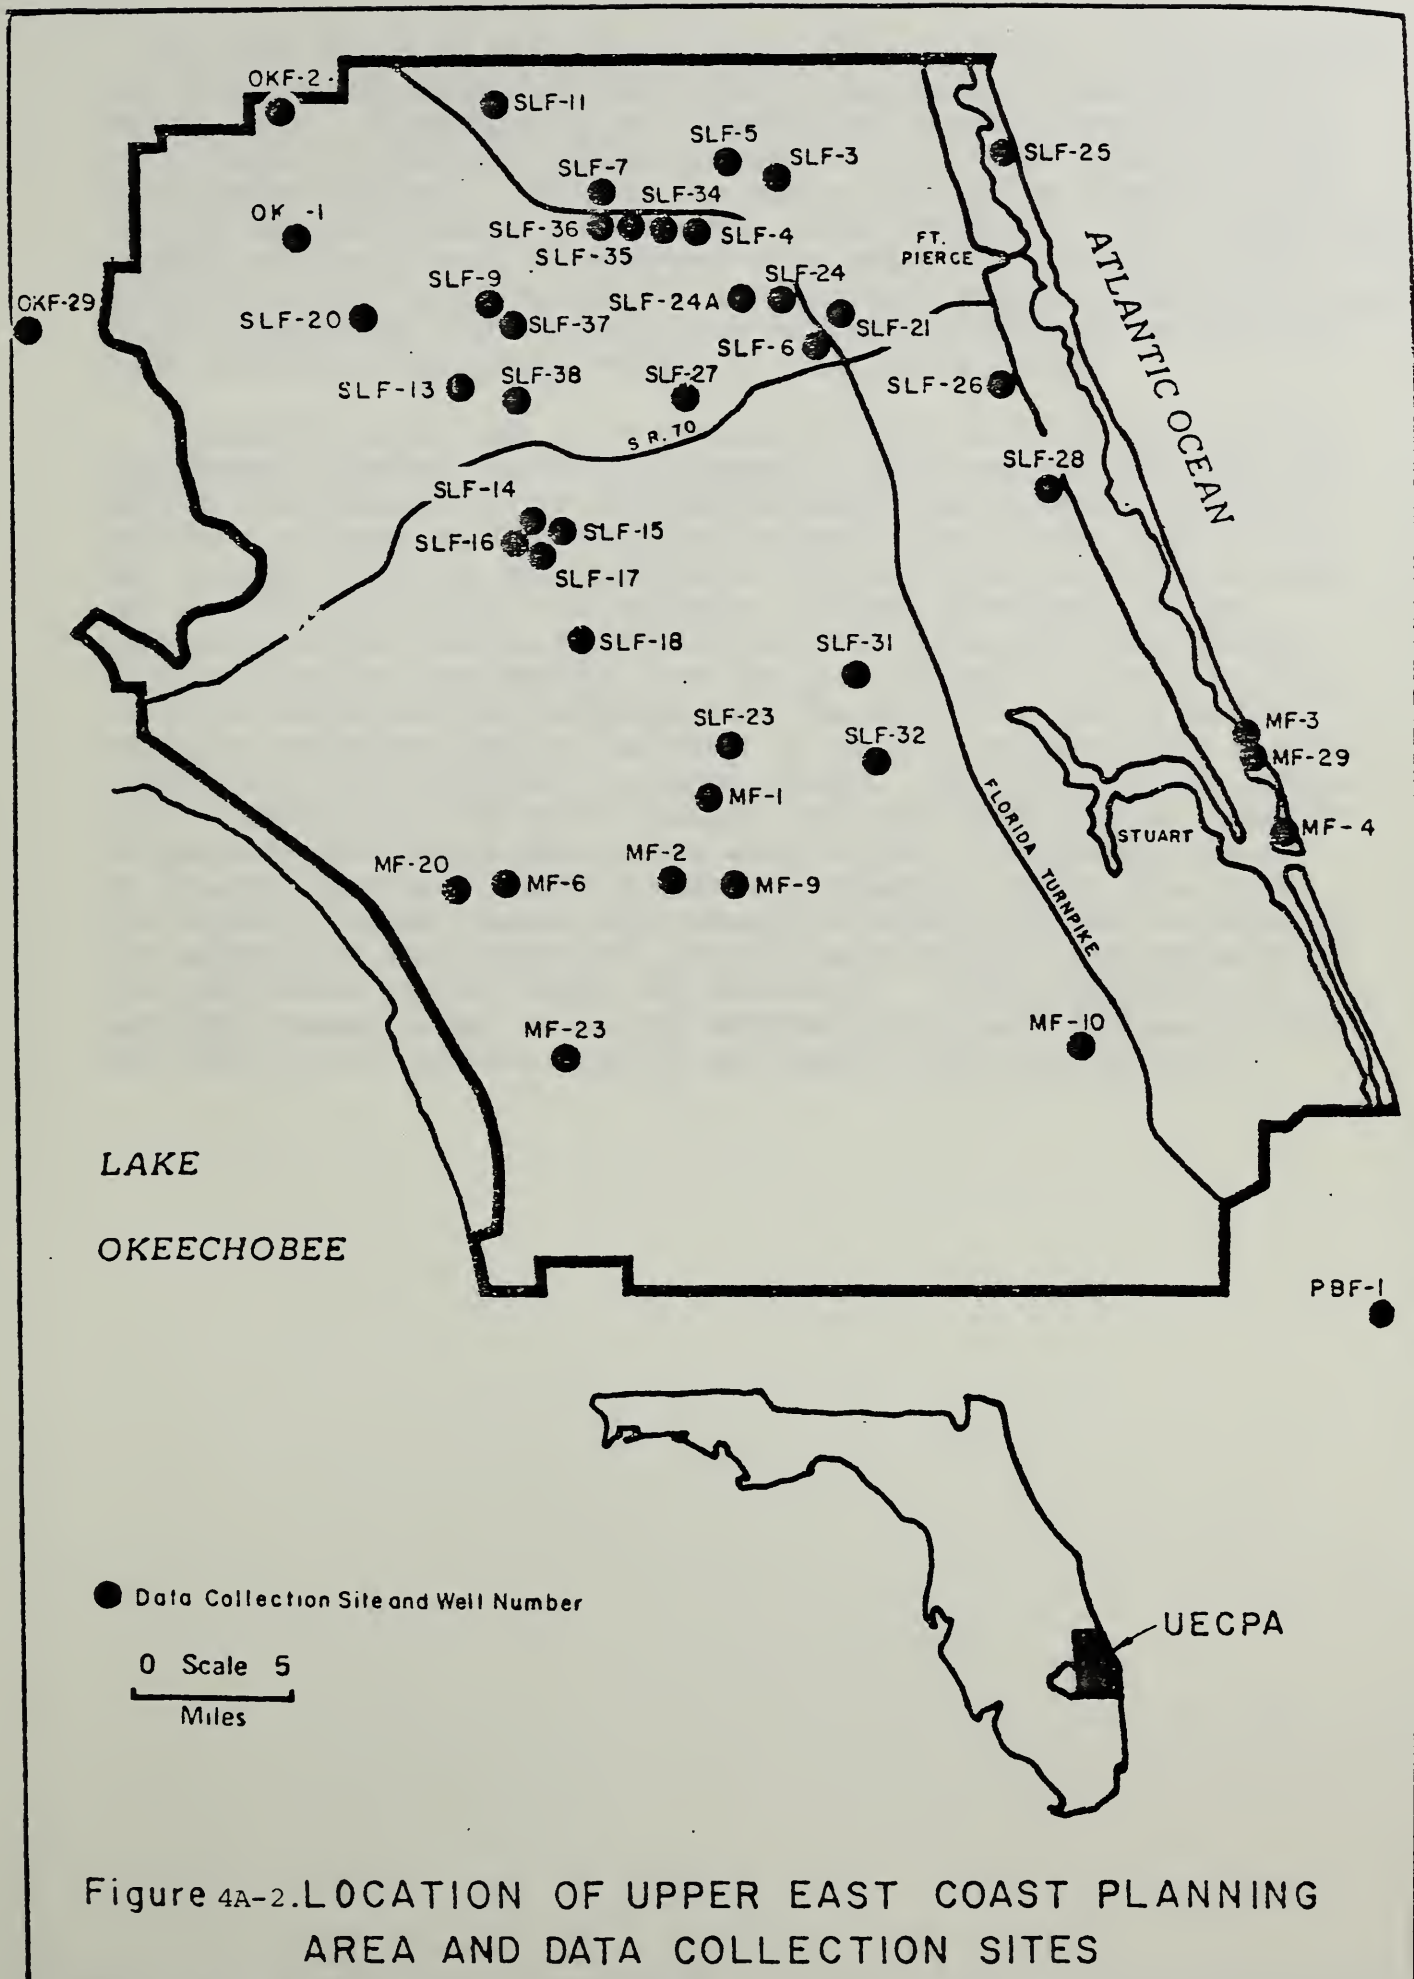 OKF-2
SLF-11
SLF-5
SLF-3
SLF-25
SLF-7
SLF-34
OK -1
SLF-36
SLF-4
SLF-35
FT.
PIERCE
ATLANTIC OCEAN
SLF-9
SLF-24
OKF-29
SLF-24A
SLF-20
SLF-37
SLF-21
SLF-6
SLF-13
SLF-38
SLF-27
SLF-26
S R. 70
SLF-28
SLF-14
SLF-15
SLF-16
SLF-17
SLF-18
SLF-31
SLF-23
SLF-32
MF-3
MF-29
MF-1
FLORIDA TURNPIKE
STUART
MF-4
MF-20
MF-6
MF-2
MF-9
MF-23
MF-10
LAKE
OKEECHOBEE
PBF-1
Data Collection Site and Well Number
UECPA
0 Scale 5
Miles
Figure 4A-2. LOCATION OF UPPER EAST COAST PLANNING
AREA AND DATA COLLECTION SITES